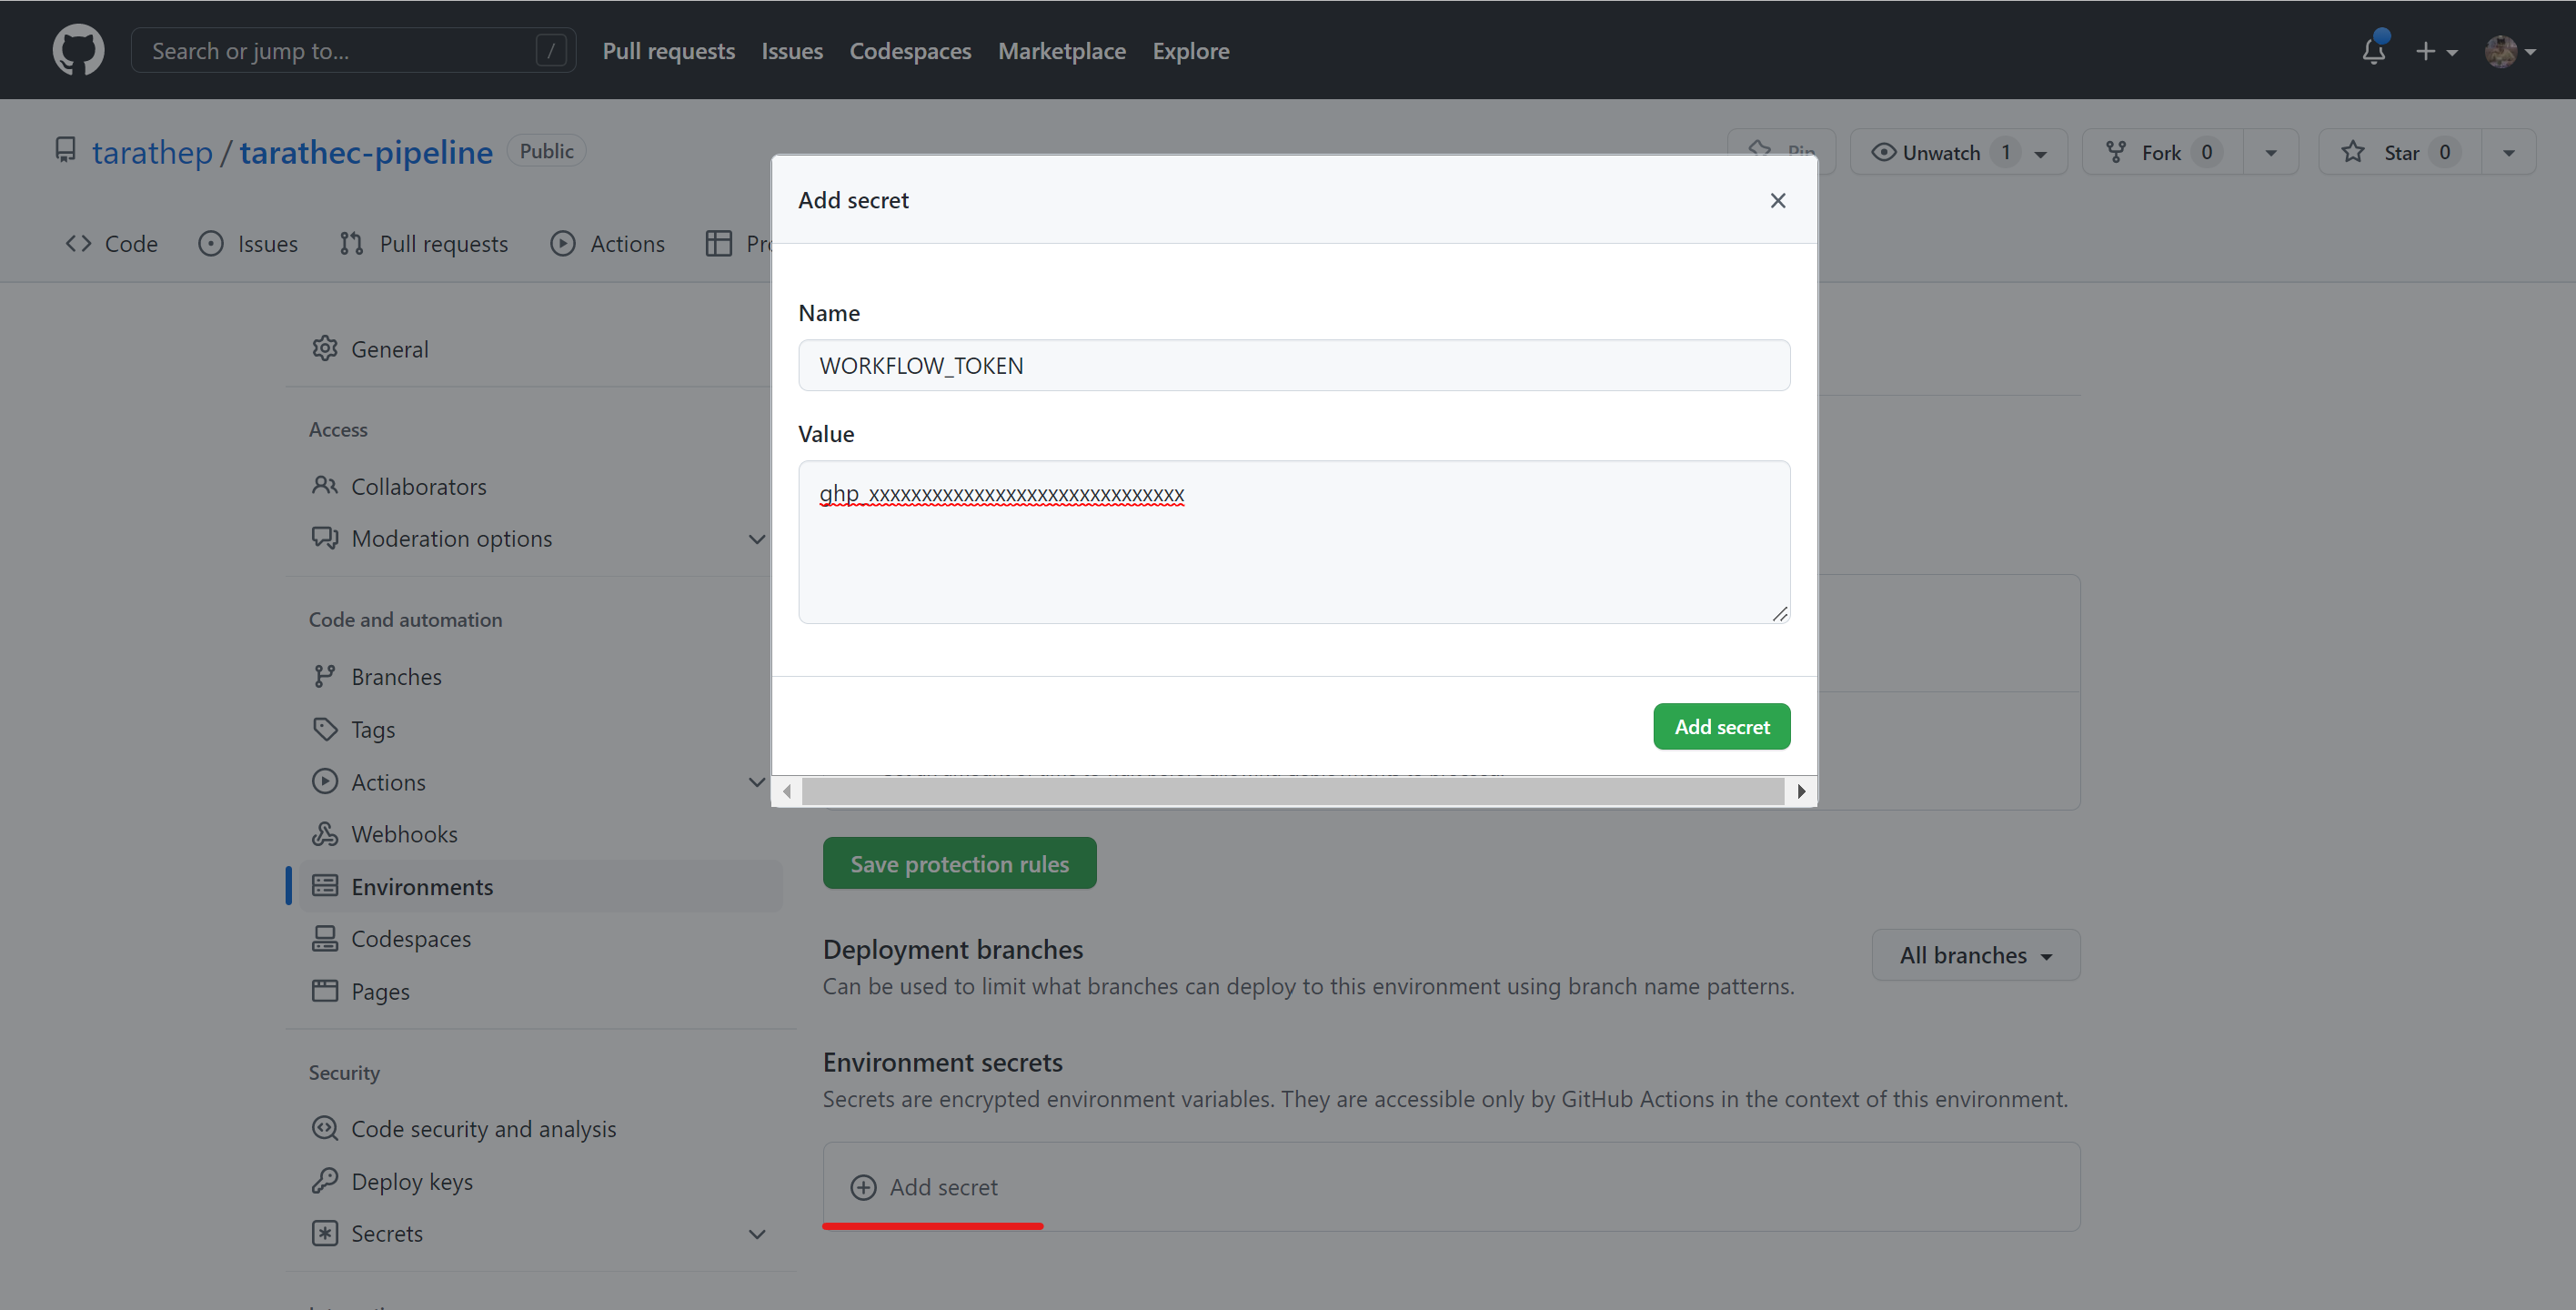 Search or jump to... /
Pull requests Issues Codespaces Marketplace Explore
tarathep / tarathec-pipeline Public
Pin
Unwatch 1
Fork 0
Star 0
Code Issues Pull requests Actions Pro
Add secret
Name
WORKFLOW_TOKEN
Value
ghp_xxxxxxxxxxxxxxxxxxxxxxxxxxxxxx
Add secret
General
Access
Collaborators
Moderation options
Code and automation
Branches
Tags
Actions
Webhooks
Environments
Codespaces
Pages
Security
Code security and analysis
Deploy keys
Secrets
Save protection rules
Deployment branches
All branches
Can be used to limit what branches can deploy to this environment using branch name patterns.
Environment secrets
Secrets are encrypted environment variables. They are accessible only by GitHub Actions in the context of this environment.
Add secret